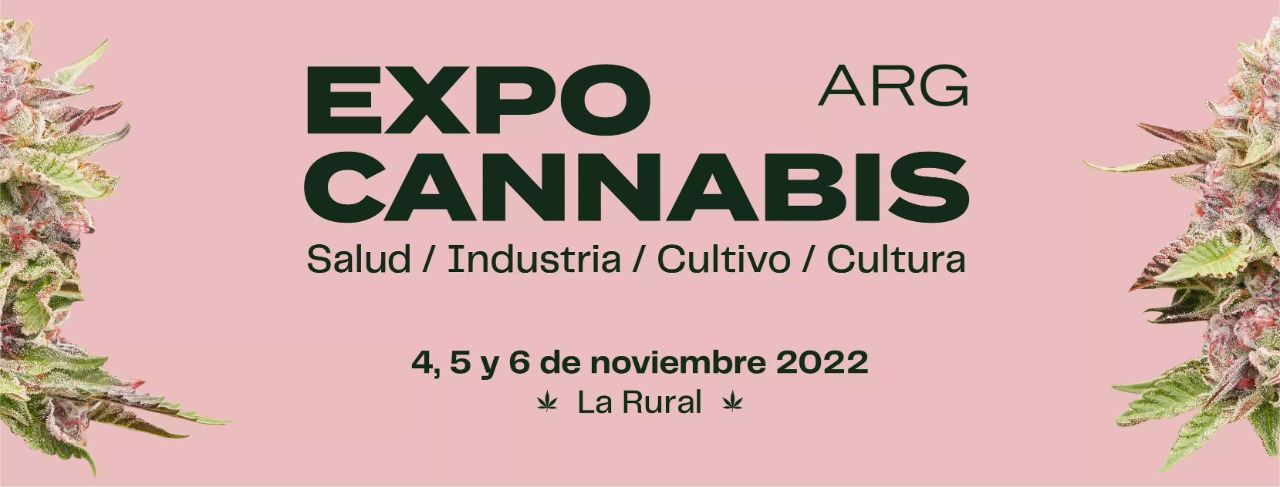 EXPO ARG
CANNABIS
Salud / Industria / Cultivo / Cultura
4, 5 y 6 de noviembre 2022
La Rural